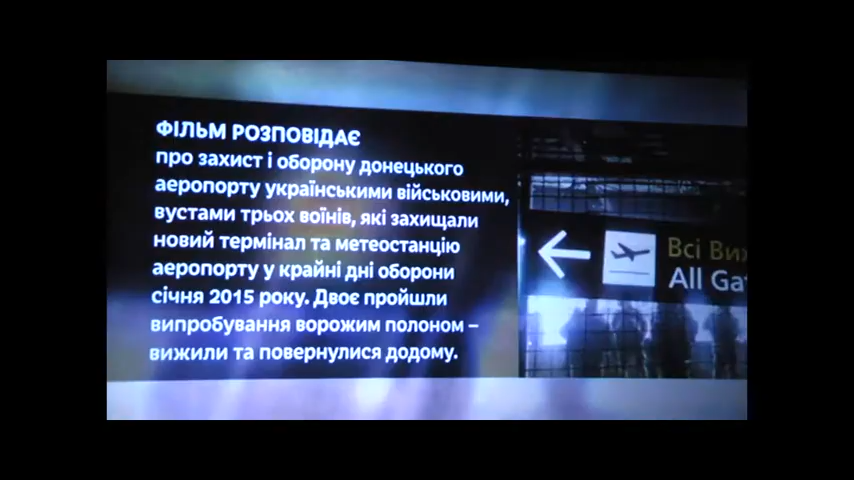 ФІЛЬМ РОЗПОВІДАЄ
про захист і оборону донецького
аеропорту українськими військовими,
вустами трьох воїнів, які захищали
новий термінал та метеостанцію
аеропорту у крайні дні оборони
січня 2015 року. Двоє пройшли
випробування ворожим полоном –
вижили та повернулися додому.
Всі Ви
All Ga